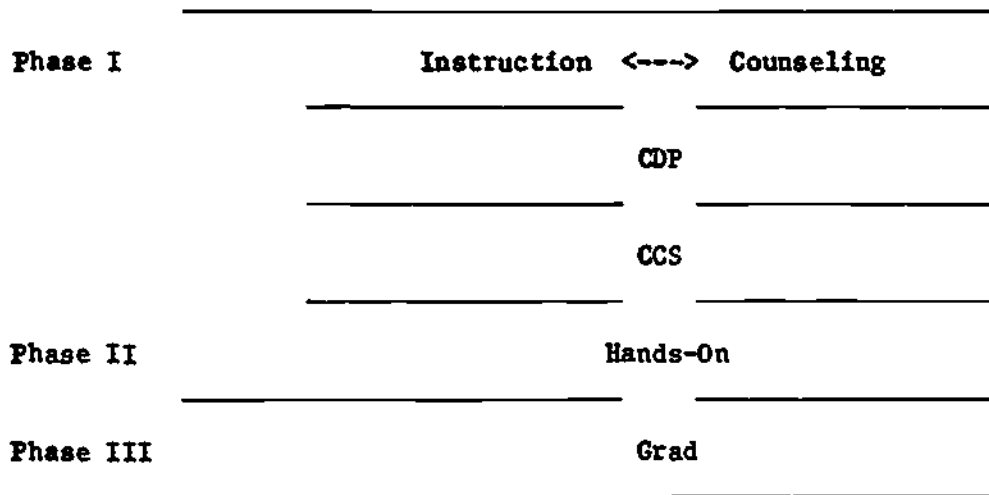 Phase I Instruction <---> Counseling
CDP
CCS
Phase II Hands-On
Phase III Grad